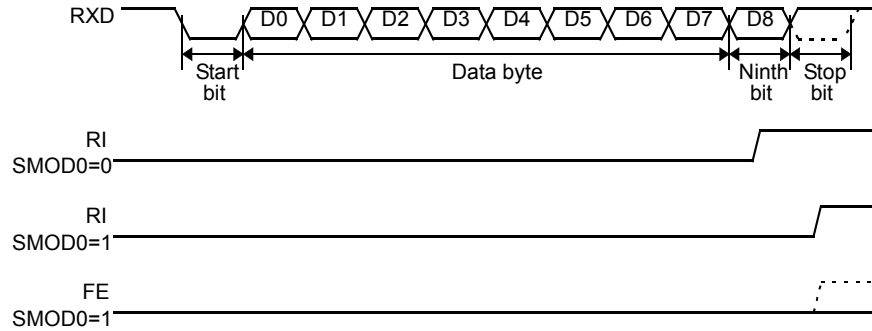 RXD D0 D1 D2 D3 D4 D5 D6 D7 D8
Start bit
Data byte
Ninth bit
Stop bit
RI
SMOD0=0
RI
SMOD0=1
FE
SMOD0=1